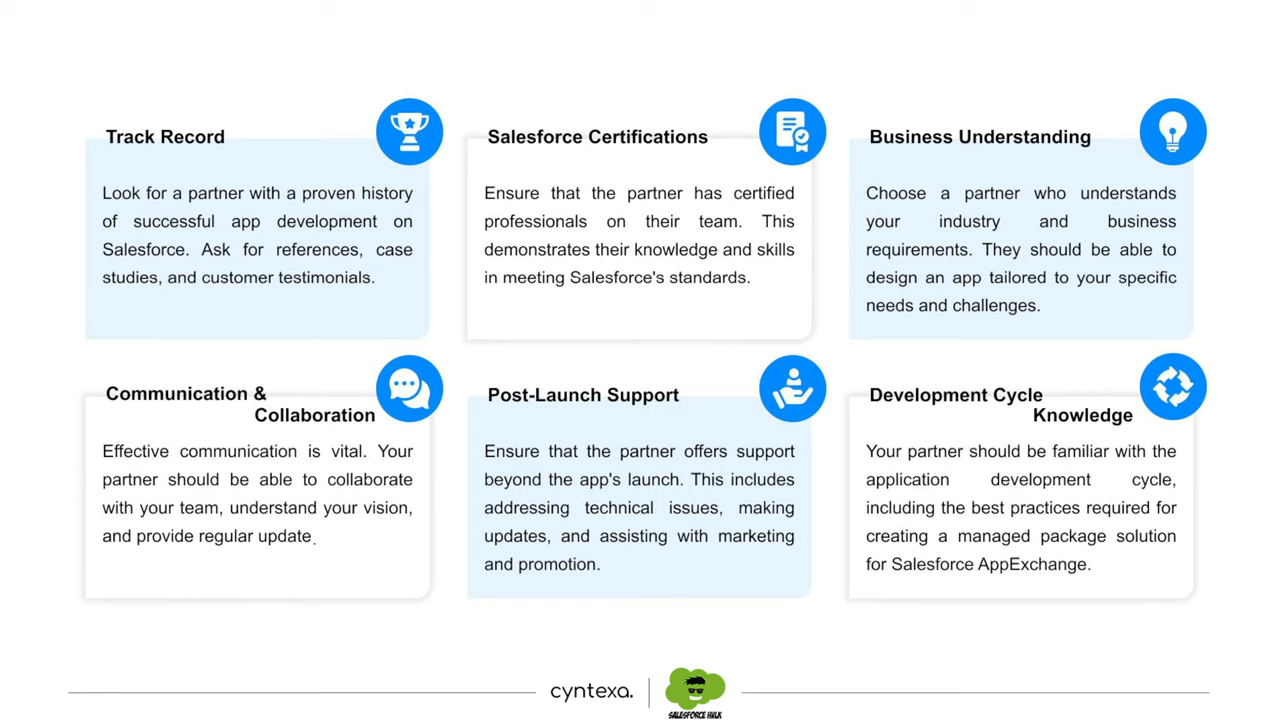 Track Record
Look for a partner with a proven history
of successful app development on
Salesforce. Ask for references, case
studies, and customer testimonials.
Salesforce Certifications
Ensure that the partner has certified
professionals on their team. This
demonstrates their knowledge and skills
in meeting Salesforce's standards.
Business Understanding
Choose a partner who understands
your industry and business
requirements. They should be able to
design an app tailored to your specific
needs and challenges.
Communication &
Collaboration
Effective communication is vital. Your
partner should be able to collaborate
with your team, understand your vision,
and provide regular update.
Post-Launch Support
Ensure that the partner offers support
beyond the app's launch. This includes
addressing technical issues, making
updates, and assisting with marketing
and promotion.
Development Cycle
Knowledge
Your partner should be familiar with the
application development cycle,
including the best practices required for
creating a managed package solution
for Salesforce AppExchange.
cyntexa.
SALESFORCE HULK